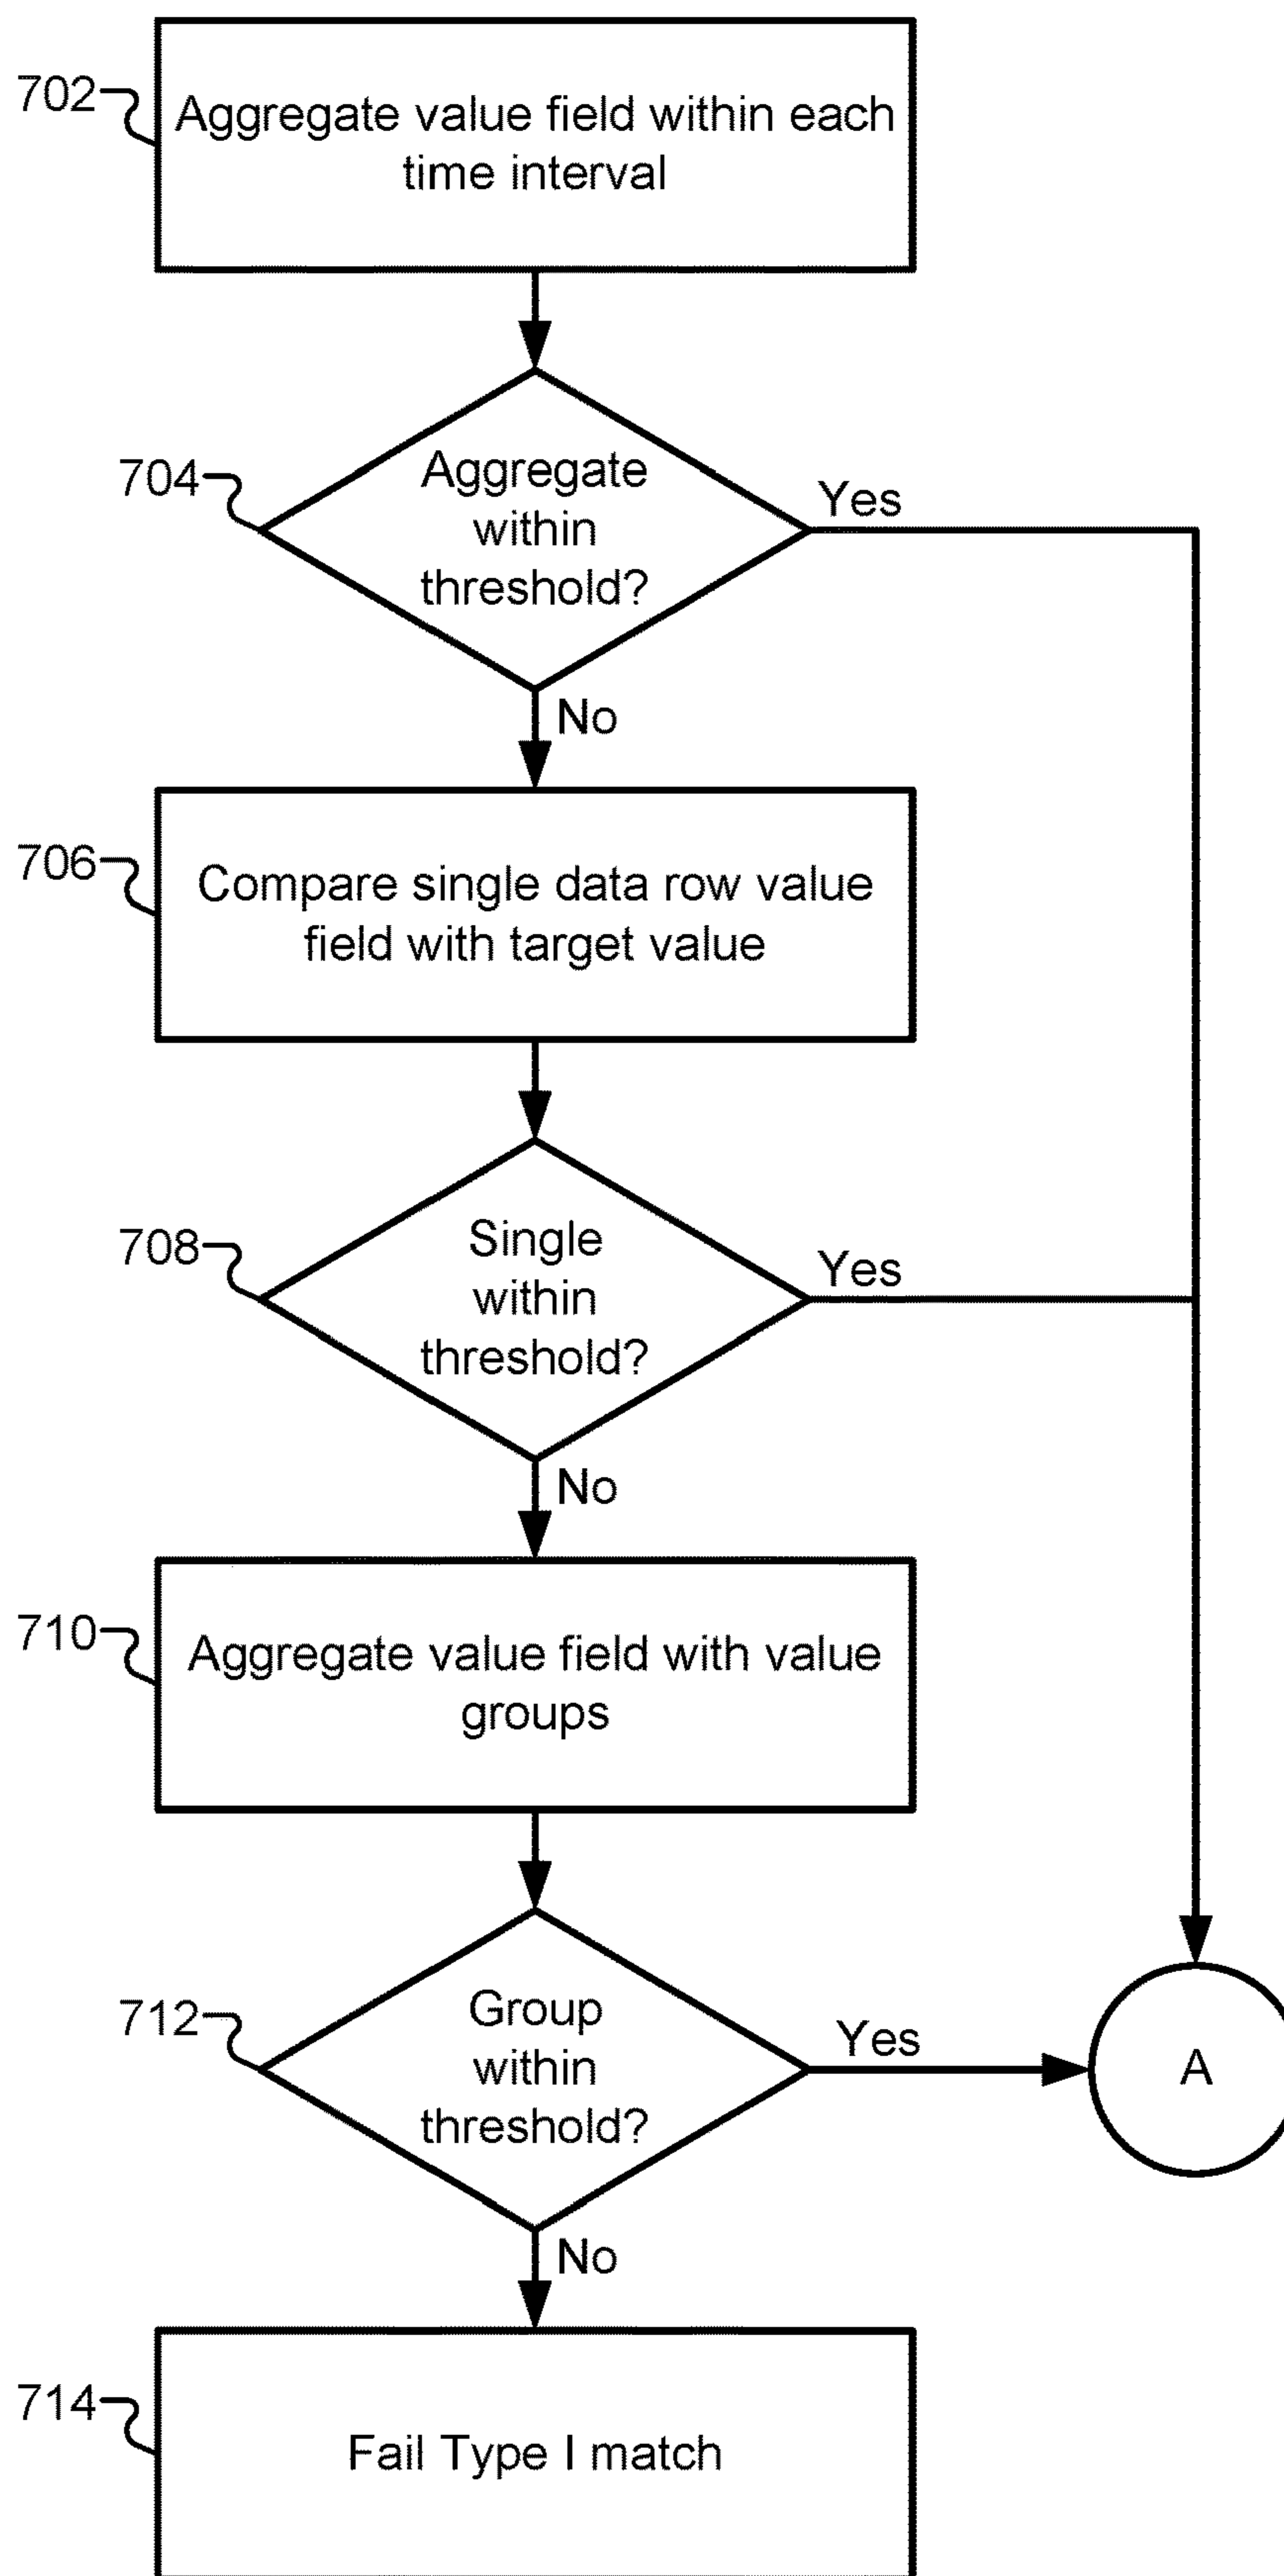 702
Aggregate value field within each
time interval
704
Aggregate
within
threshold?
Yes
No
706
Compare single data row value
field with target value
708
Single
within
threshold?
Yes
No
710
Aggregate value field with value
groups
712
Group
within
threshold?
Yes
A
No
714
Fail Type I match